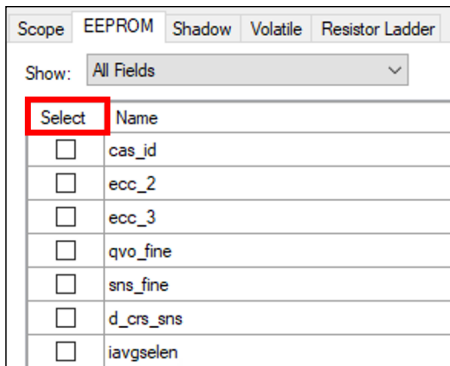 Scope EEPROM Shadow Volatile Resistor Ladder
Show: All Fields
Select Name
cas_id
ecc_2
ecc_3
qvo_fine
sns_fine
d_crs_sns
iavgselen